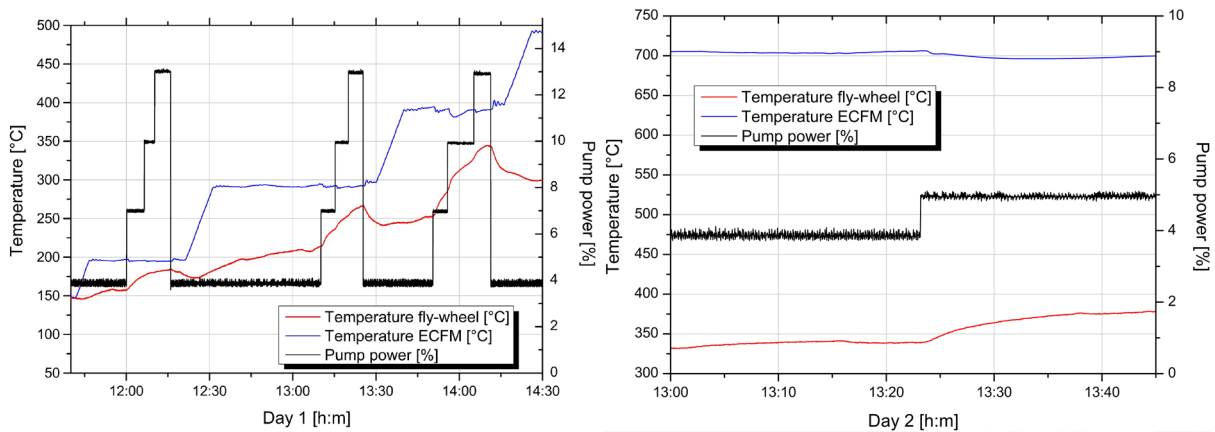 500
450
400
350
300
250
200
150
100
50
Temperature [°C]
14
12
10
8
6
4
2
0
Pump power [%]
Temperature fly-wheel [°C]
Temperature ECFM [°C]
Pump power [%]
12:00 12:30 13:00 13:30 14:00 14:30
Day 1 [h:m]
750
700
650
600
550
500
450
400
350
300
Temperature [°C]
10
8
6
4
2
0
Pump power [%]
Temperature fly-wheel [°C]
Temperature ECFM [°C]
Pump power [%]
13:00 13:10 13:20 13:30 13:40
Day 2 [h:m]